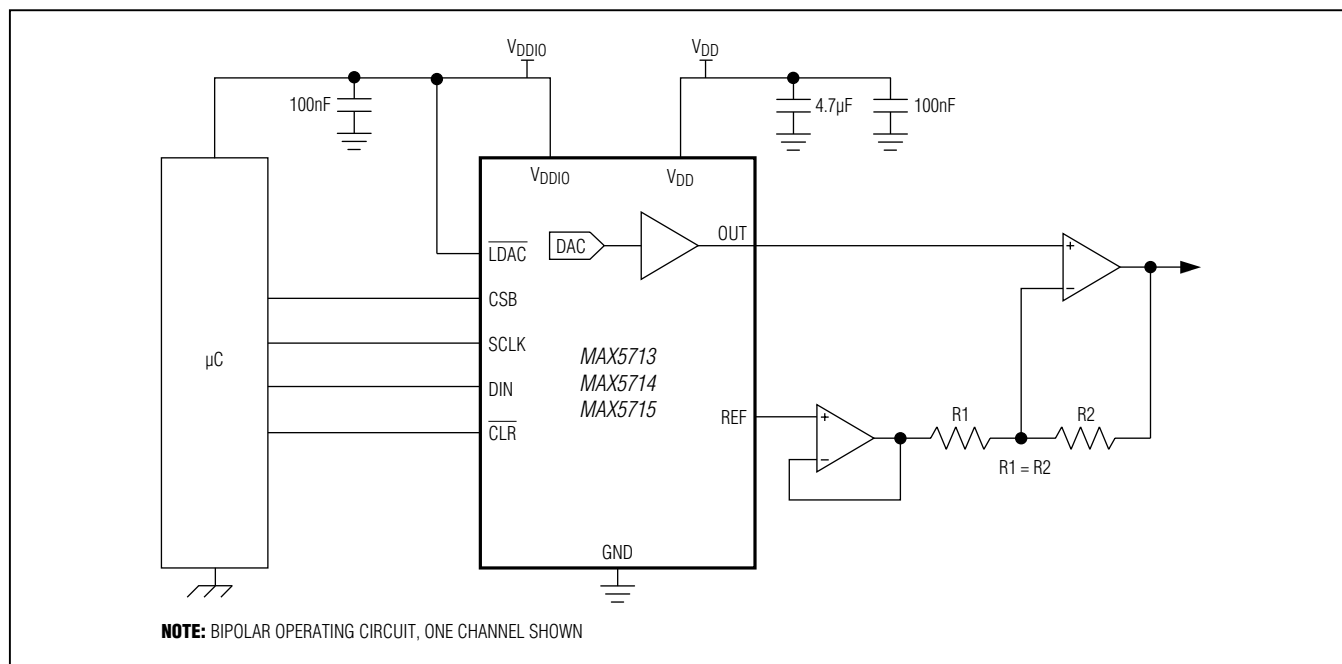 VDDIO
VDD
100nF
4.7µF
100nF
VDDIO
VDD
DAC
OUT
LDAC
CSB
SCLK
DIN
CLR
µC
MAX5713
MAX5714
MAX5715
REF
R1
R2
R1 = R2
+
−
+
−
GND
NOTE: BIPOLAR OPERATING CIRCUIT, ONE CHANNEL SHOWN